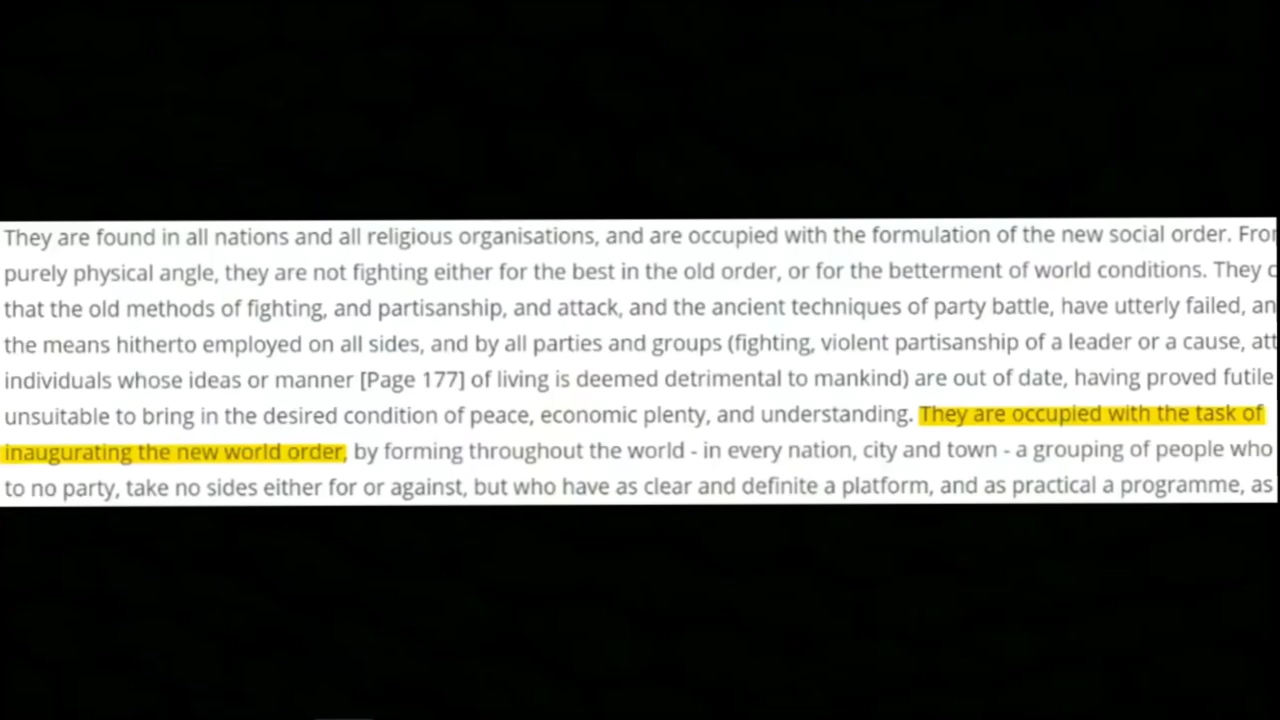 They are found in all nations and all religious organisations, and are occupied with the formulation of the new social order.
purely physical angle, they are not fighting either for the best in the old order, or for the betterment of world conditions. They
that the old methods of fighting, and partisanship, and attack, and the ancient techniques of party battle, have utterly failed,
the means hitherto employed on all sides, and by all parties and groups (fighting, violent partisanship of a leader or a cause,
individuals whose ideas or manner [Page 177] of living is deemed detrimental to mankind) are out of date, having proved futile
unsuitable to bring in the desired condition of peace, economic plenty, and understanding. They are occupied with the task of
inaugurating the new world order, by forming throughout the world - in every nation, city and town - a grouping of people who
to no party, take no sides either for or against, but who have as clear and definite a platform, and as practical a programme, as